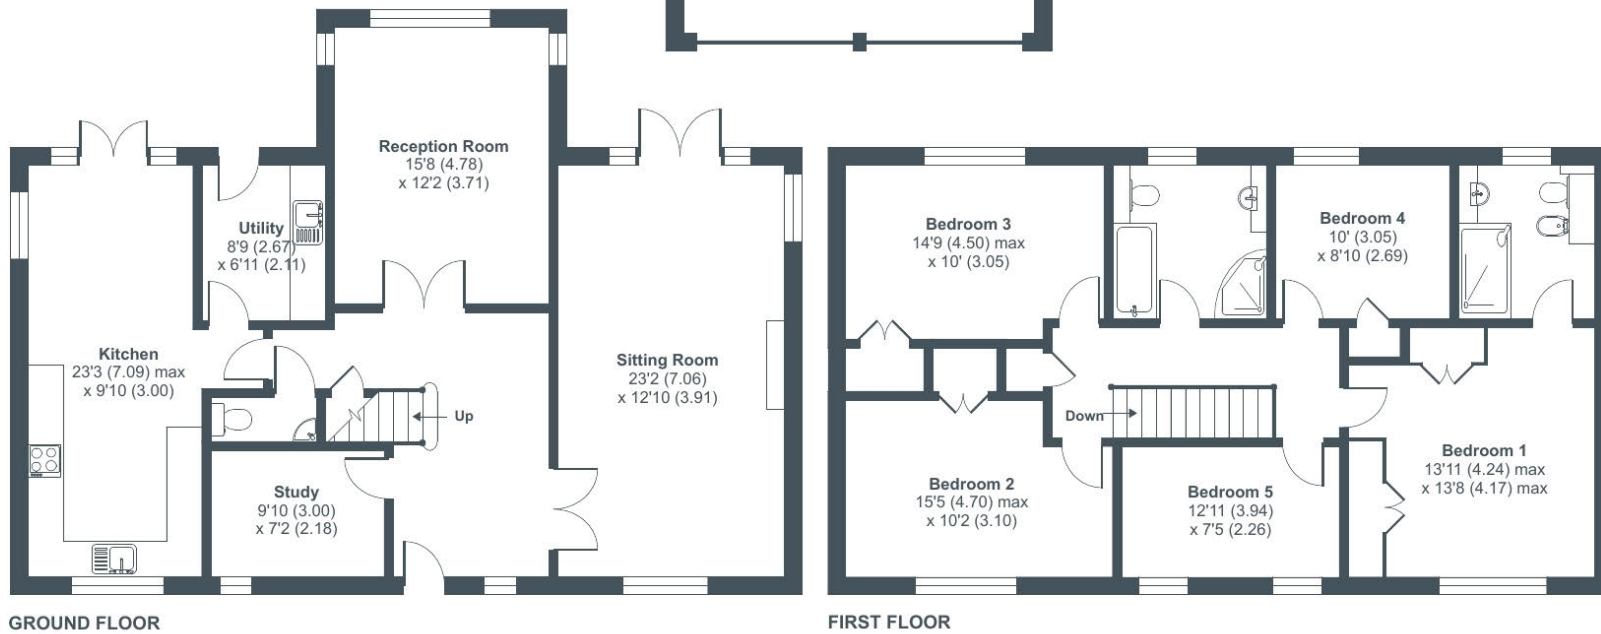 Reception Room
15'8 (4.78)
x 12'2 (3.71)
Utility
8'9 (2.67)
x 6'11 (2.11)
Kitchen
23'3 (7.09) max
x 9'10 (3.00)
Sitting Room
23'2 (7.06)
x 12'10 (3.91)
Up
Study
9'10 (3.00)
x 7'2 (2.18)
GROUND FLOOR
Bedroom 3
14'9 (4.50) max
x 10' (3.05)
Bedroom 4
10' (3.05)
x 8'10 (2.69)
Down
Bedroom 2
15'5 (4.70) max
x 10'2 (3.10)
Bedroom 5
12'11 (3.94)
x 7'5 (2.26)
Bedroom 1
13'11 (4.24) max
x 13'8 (4.17) max
FIRST FLOOR